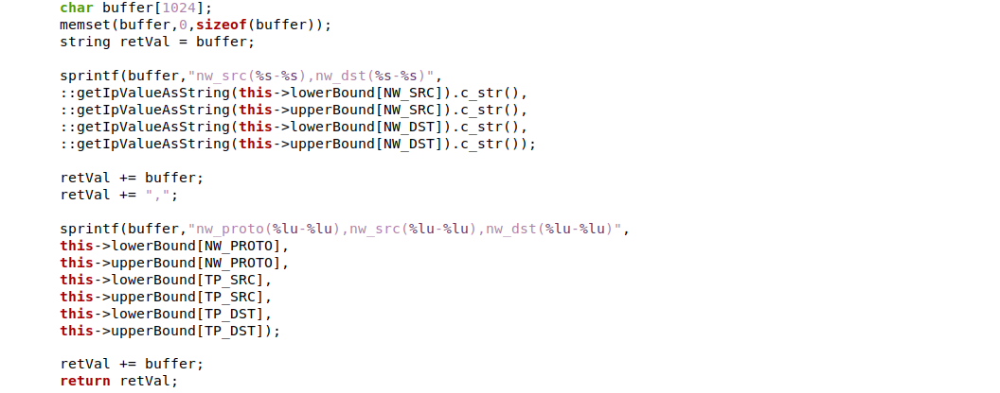 char buffer[1024];
memset(buffer,0,sizeof(buffer));
string retVal = buffer;
sprintf(buffer,"nw_src(%s-%s),nw_dst(%s-%s)",
::getIpValueAsString(this->lowerBound[NW_SRC]).c_str(),
::getIpValueAsString(this->upperBound[NW_SRC]).c_str(),
::getIpValueAsString(this->lowerBound[NW_DST]).c_str(),
::getIpValueAsString(this->upperBound[NW_DST]).c_str());
retVal += buffer;
retVal += ",";
sprintf(buffer,"nw_proto(%lu-%lu),nw_src(%lu-%lu),nw_dst(%lu-%lu)",
this->lowerBound[NW_PROTO],
this->upperBound[NW_PROTO],
this->lowerBound[TP_SRC],
this->upperBound[TP_SRC],
this->lowerBound[TP_DST],
this->upperBound[TP_DST]);
retVal += buffer;
return retVal;